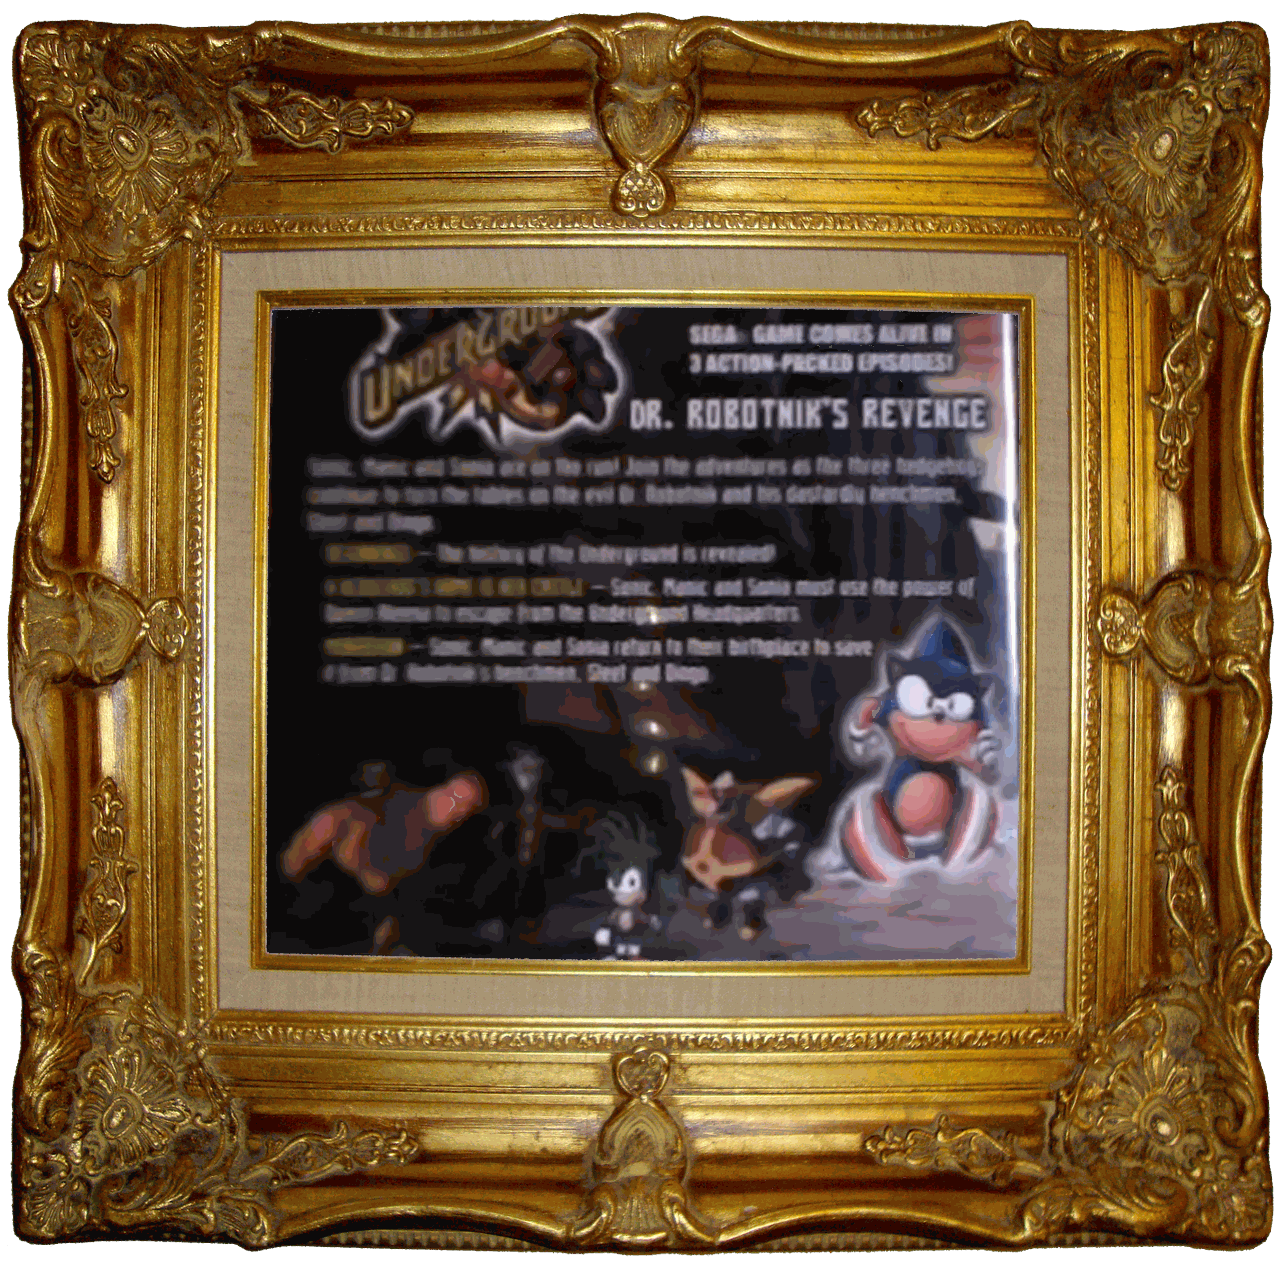 UNDERGROUND
SEGA GAME COMES ALIVE IN
3 ACTION-PACKED EPISODES!
DR. ROBOTNIK'S REVENGE
Sonic, Manic and Sonia are on the run! Join the adventures as the three hedgehogs
continue to turn the tables on the evil Dr. Robotnik and his dastardly henchmen,
Sleet and Dingo.
— The history of the Underground is revealed!
— Sonic, Manic and Sonia must use the power of
to escape from the Underground Headquarters.
— Sonic, Manic and Sonia return to their birthplace to save
it from Dr. Robotnik's henchmen, Sleet and Dingo.